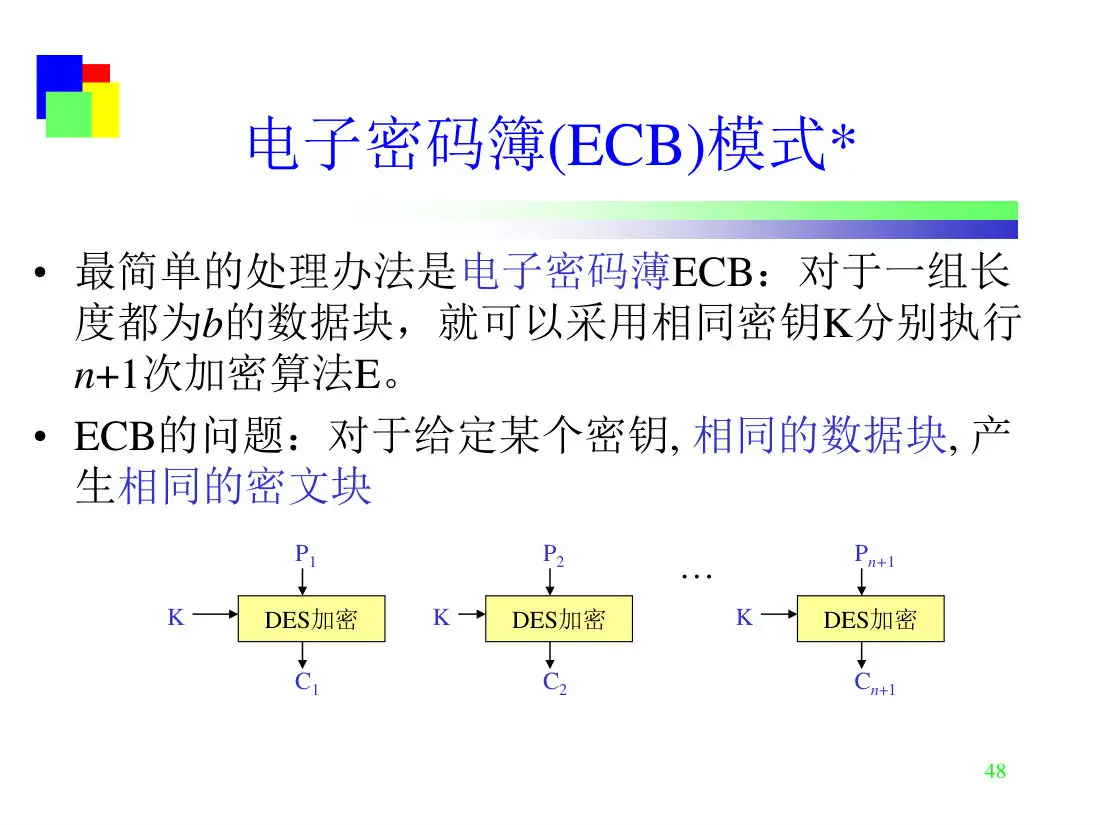 电子密码簿(ECB)模式*
• 最简单的处理办法是电子密码薄ECB：对于一组长
度都为b的数据块，就可以采用相同密钥K分别执行
n+1次加密算法E。
• ECB的问题：对于给定某个密钥, 相同的数据块, 产
生相同的密文块
P1 P2 … Pn+1
K DES加密 K DES加密 K DES加密
C1 C2 Cn+1
48